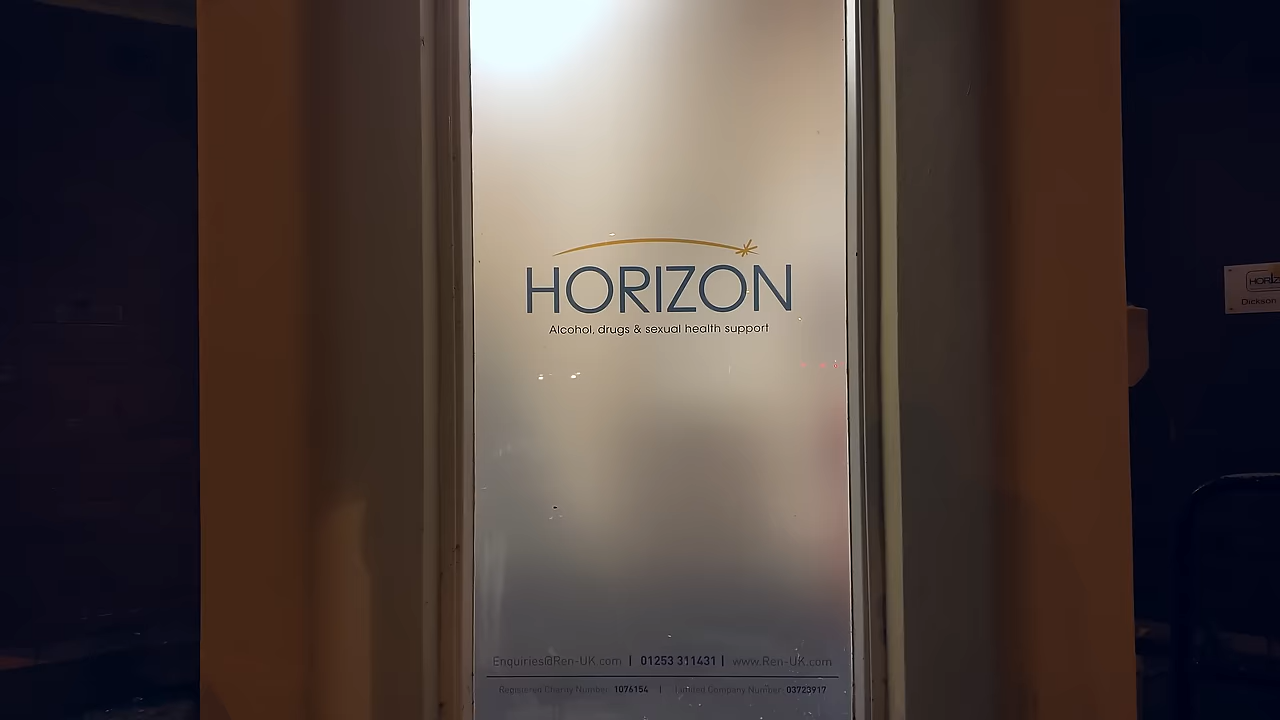 HORIZON
Alcohol, drugs & sexual health support
Enquiries@Ren-UK.com | 01253 311431 | www.Ren-UK.com
Registered Charity Number 1076154 | Limited Company Number 03723917
Dickson